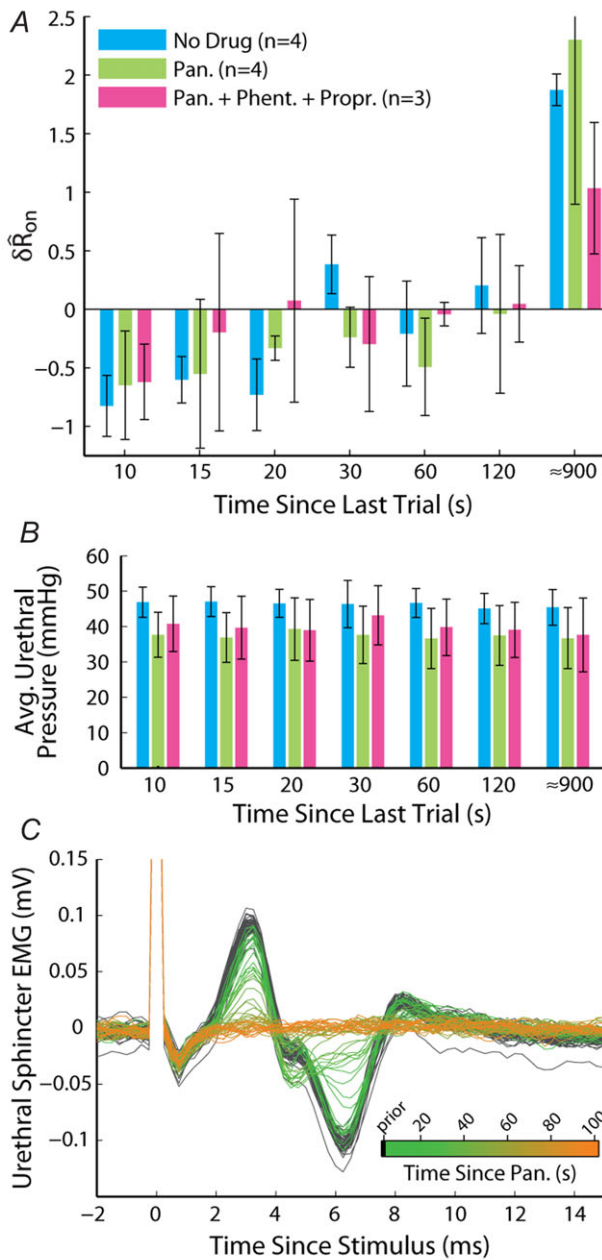 A
2.5
2
1.5
1
0.5
0
−0.5
−1
δR̂on
No Drug (n=4)
Pan. (n=4)
Pan. + Phent. + Propr. (n=3)
10 15 20 30 60 120 ≈900
Time Since Last Trial (s)
B
60
50
40
30
20
10
0
Avg. Urethral
Pressure (mmHg)
10 15 20 30 60 120 ≈900
Time Since Last Trial (s)
C
0.15
0.1
0.05
0
−0.05
−0.1
Urethral Sphincter EMG (mV)
prior 20 40 60 80 100
Time Since Pan. (s)
−2 0 2 4 6 8 10 12 14
Time Since Stimulus (ms)